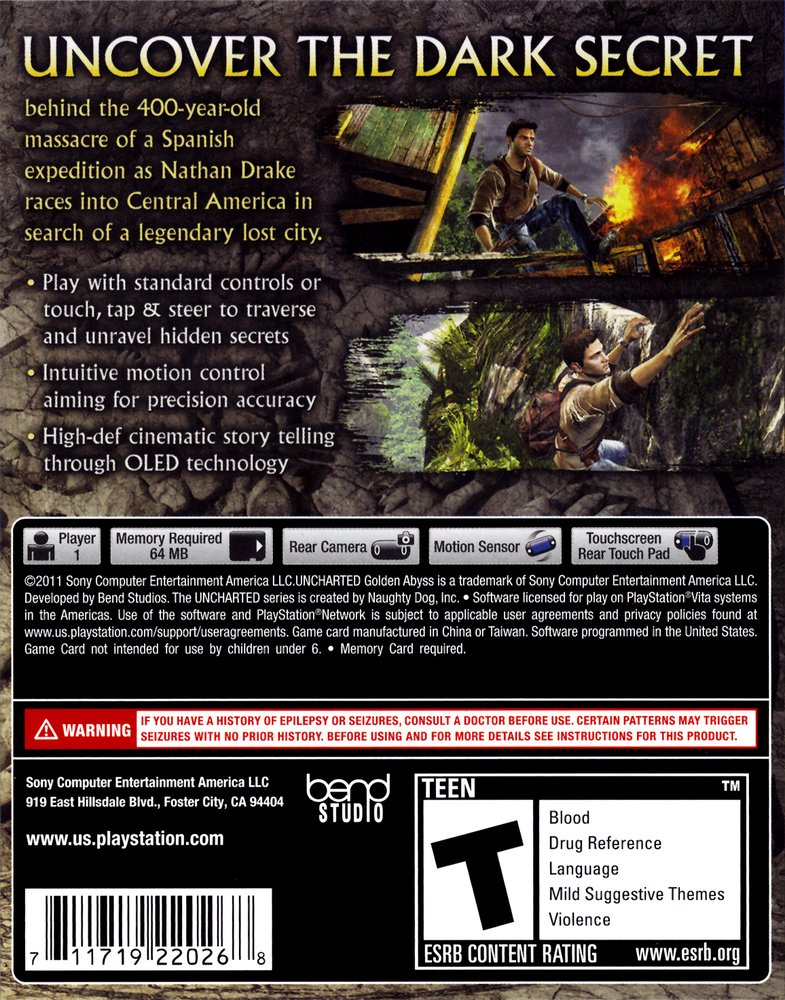 UNCOVER THE DARK SECRET
behind the 400-year-old
massacre of a Spanish
expedition as Nathan Drake
races into Central America in
search of a legendary lost city.
• Play with standard controls or
touch, tap & steer to traverse
and unravel hidden secrets
• Intuitive motion control
aiming for precision accuracy
• High-def cinematic story telling
through OLED technology
Player
1
Memory Required
64 MB
Rear Camera
Motion Sensor
Touchscreen
Rear Touch Pad
©2011 Sony Computer Entertainment America LLC.UNCHARTED Golden Abyss is a trademark of Sony Computer Entertainment America LLC.
Developed by Bend Studios. The UNCHARTED series is created by Naughty Dog, Inc. • Software licensed for play on PlayStation®Vita systems
in the Americas. Use of the software and PlayStation®Network is subject to applicable user agreements and privacy policies found at
www.us.playstation.com/support/useragreements. Game card manufactured in China or Taiwan. Software programmed in the United States.
Game Card not intended for use by children under 6. • Memory Card required.
WARNING
IF YOU HAVE A HISTORY OF EPILEPSY OR SEIZURES, CONSULT A DOCTOR BEFORE USE. CERTAIN PATTERNS MAY TRIGGER
SEIZURES WITH NO PRIOR HISTORY. BEFORE USING AND FOR MORE DETAILS SEE INSTRUCTIONS FOR THIS PRODUCT.
Sony Computer Entertainment America LLC
919 East Hillsdale Blvd., Foster City, CA 94404
www.us.playstation.com
bend
STUDIO
TEEN ™
T
Blood
Drug Reference
Language
Mild Suggestive Themes
Violence
ESRB CONTENT RATING www.esrb.org
7 11719 22026 8